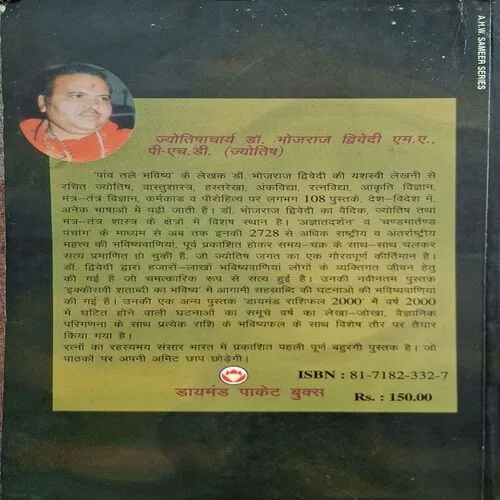 A.H.W. SAMEER SERIES
ज्योतिषाचार्य डॉ. भोजराज द्विवेदी एम.ए.,
पी-एच.डी. (ज्योतिष)
'पांव तले भविष्य' के लेखक डॉ. भोजराज द्विवेदी की यशस्वी लेखनी से
रचित ज्योतिष, वास्तुशास्त्र, हस्तरेखा, अंकविद्या, रत्नविद्या, आकृति विज्ञान,
मंत्र-तंत्र विज्ञान, कर्मकांड व पौरोहित्य पर लगभग 108 पुस्तकें, देश-विदेश में,
अनेक भाषाओं में पढ़ी जाती हैं। डॉ. भोजराज द्विवेदी का वैदिक, ज्योतिष तथा
मंत्र-तंत्र शास्त्र के क्षेत्रों में विशेष स्थान है। 'अज्ञातदर्शन' व 'चण्डमार्तण्ड
पंचांग' के माध्यम से अब तक इनकी 2728 से अधिक राष्ट्रीय व अंतर्राष्ट्रीय
महत्त्व की भविष्यवाणियां, पूर्व प्रकाशित होकर समय-चक्र के साथ-साथ चलकर
सत्य प्रमाणित हो चुकी हैं, जो ज्योतिष जगत का एक गौरवपूर्ण कीर्तिमान है।
डॉ. द्विवेदी द्वारा हजारों-लाखों भविष्यवाणियां लोगों के व्यक्तिगत जीवन हेतु
की गई हैं जो चमत्कारिक रूप से सत्य हुई हैं। उनकी नवीनतम पुस्तक
'इक्कीसवीं शताब्दी का भविष्य' में आगामी सहस्राब्दि की घटनाओं की भविष्यवाणियां
की गई हैं। उनकी एक अन्य पुस्तक 'डायमंड राशिफल 2000' में वर्ष 2000
में घटित होने वाली घटनाओं का समूचे वर्ष का लेखा-जोखा, वैज्ञानिक
परिगणना के साथ प्रत्येक राशि के भविष्यफल के साथ विशेष तौर पर तैयार
किया गया है।
रत्नों का रहस्यमय संसार भारत में प्रकाशित पहली पूर्ण बहुरंगी पुस्तक है। जो
पाठकों पर अपनी अमिट छाप छोड़ेगी।
ISBN : 81-7182-332-7
डायमंड पाकेट बुक्स
Rs. : 150.00